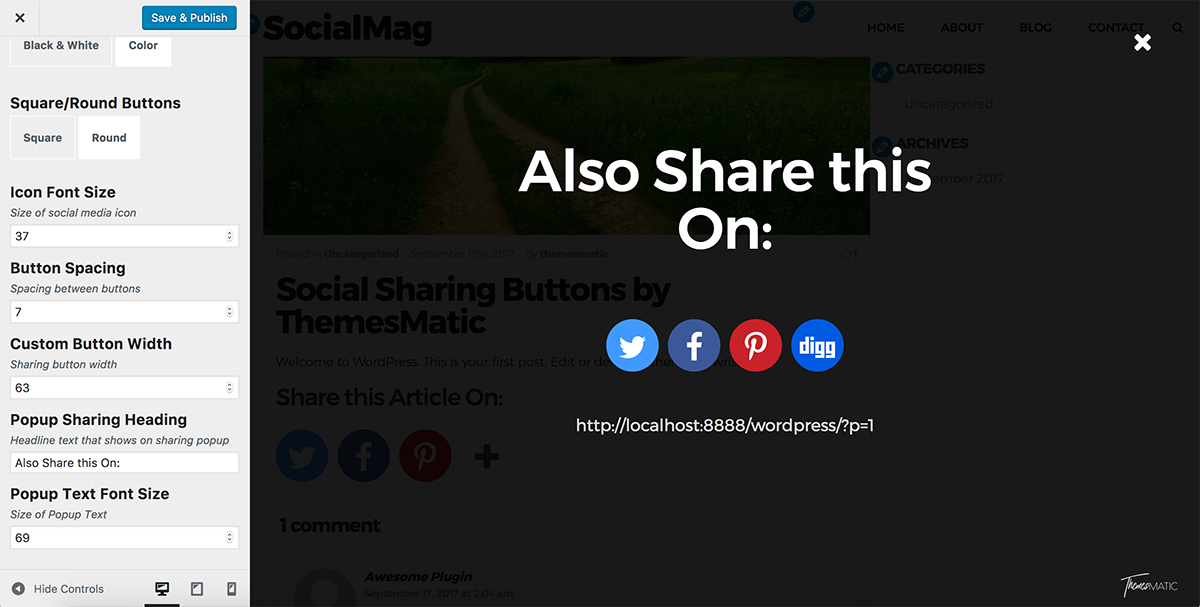 Save & Publish
Black & White
Color
Square/Round Buttons
Square
Round
Icon Font Size
Size of social media icon
37
Button Spacing
Spacing between buttons
7
Custom Button Width
Sharing button width
63
Popup Sharing Heading
Headline text that shows on sharing popup
Also Share this On:
Popup Text Font Size
Size of Popup Text
69
Hide Controls
SocialMag
HOME
ABOUT
BLOG
CONTACT
CATEGORIES
Uncategorized
ARCHIVES
ember 2017
Also Share this
On:
digg
http://localhost:8888/wordpress/?p=1
Posted in Uncategorized September 17th, 2017 by themesmatic
1
Social Sharing Buttons by
ThemesMatic
Welcome to WordPress. This is your first post. Edit or
Share this Article On:
1 comment
Awesome Plugin
September 17, 2017 at 2:04 am
ThemesMATIC